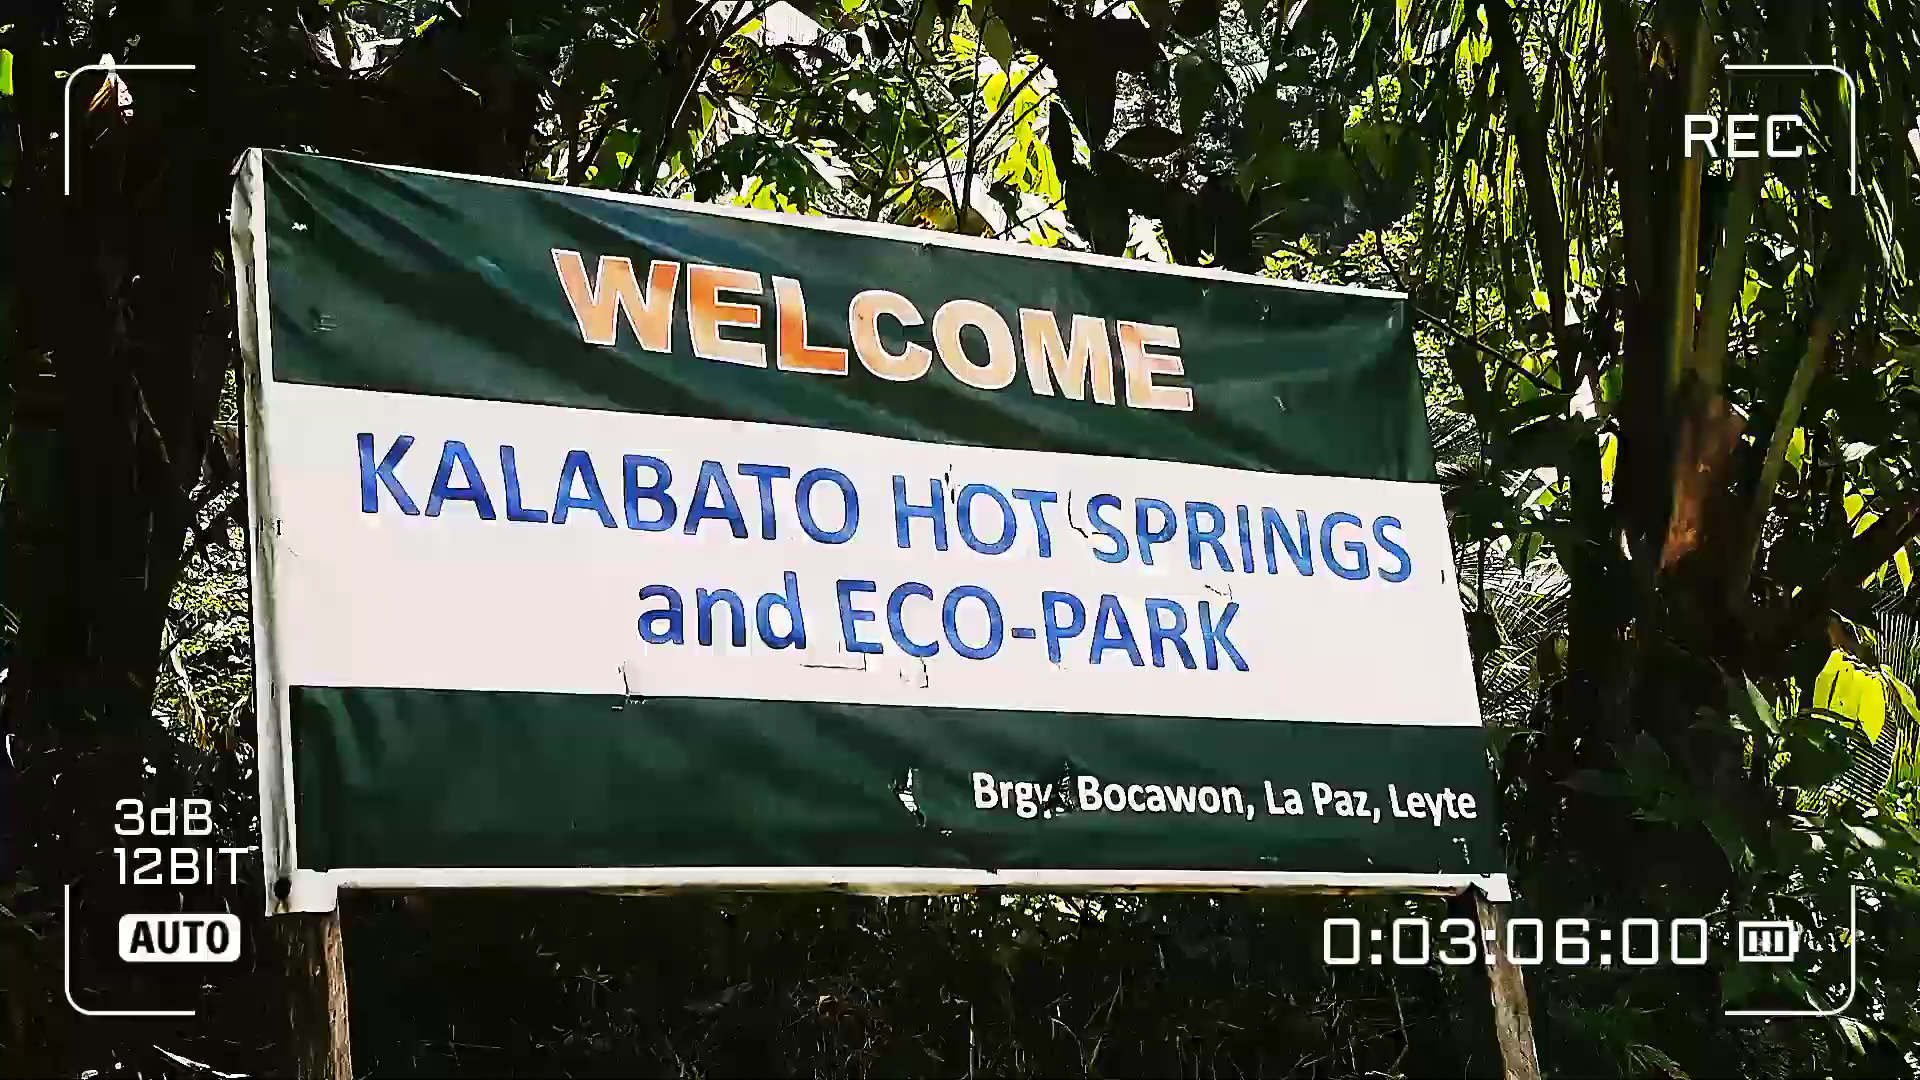 REC
WELCOME
KALABATO HOT SPRINGS
and ECO-PARK
Brgy. Bocawon, La Paz, Leyte
3dB
12BIT
AUTO
0:03:06:00